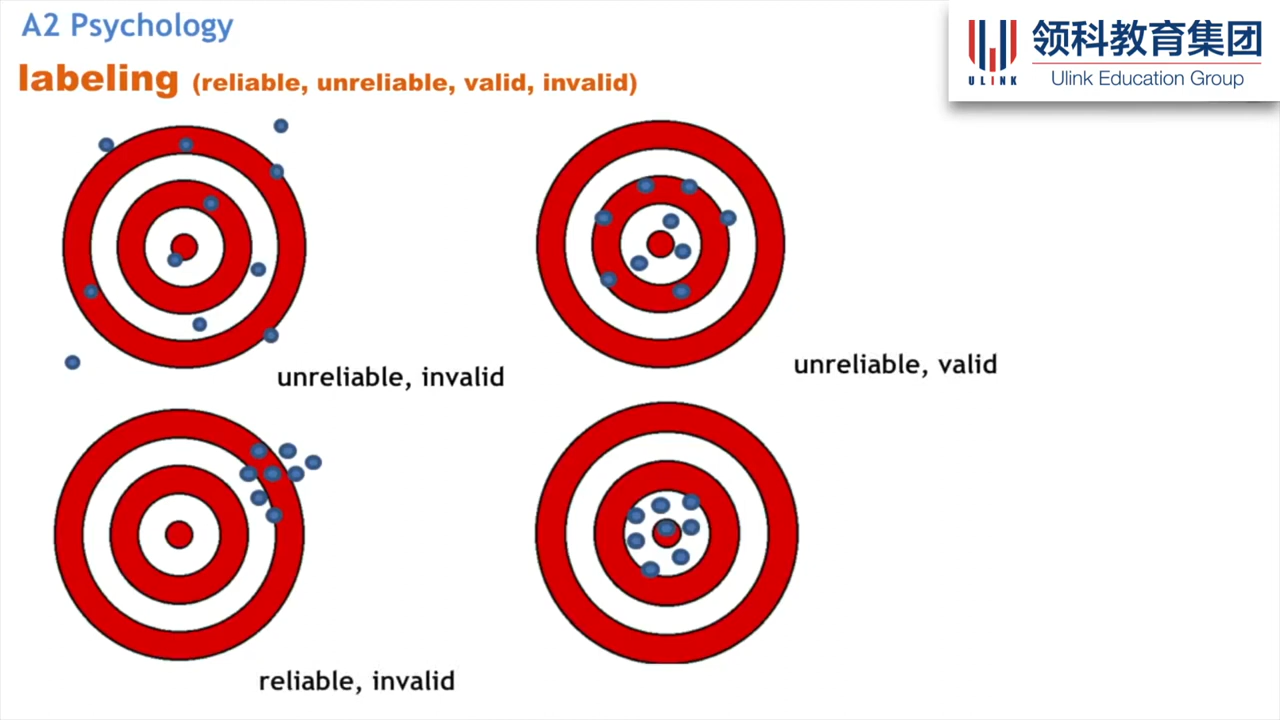 A2 Psychology
labeling (reliable, unreliable, valid, invalid)
ULINK
领科教育集团
Ulink Education Group
unreliable, invalid
unreliable, valid
reliable, invalid